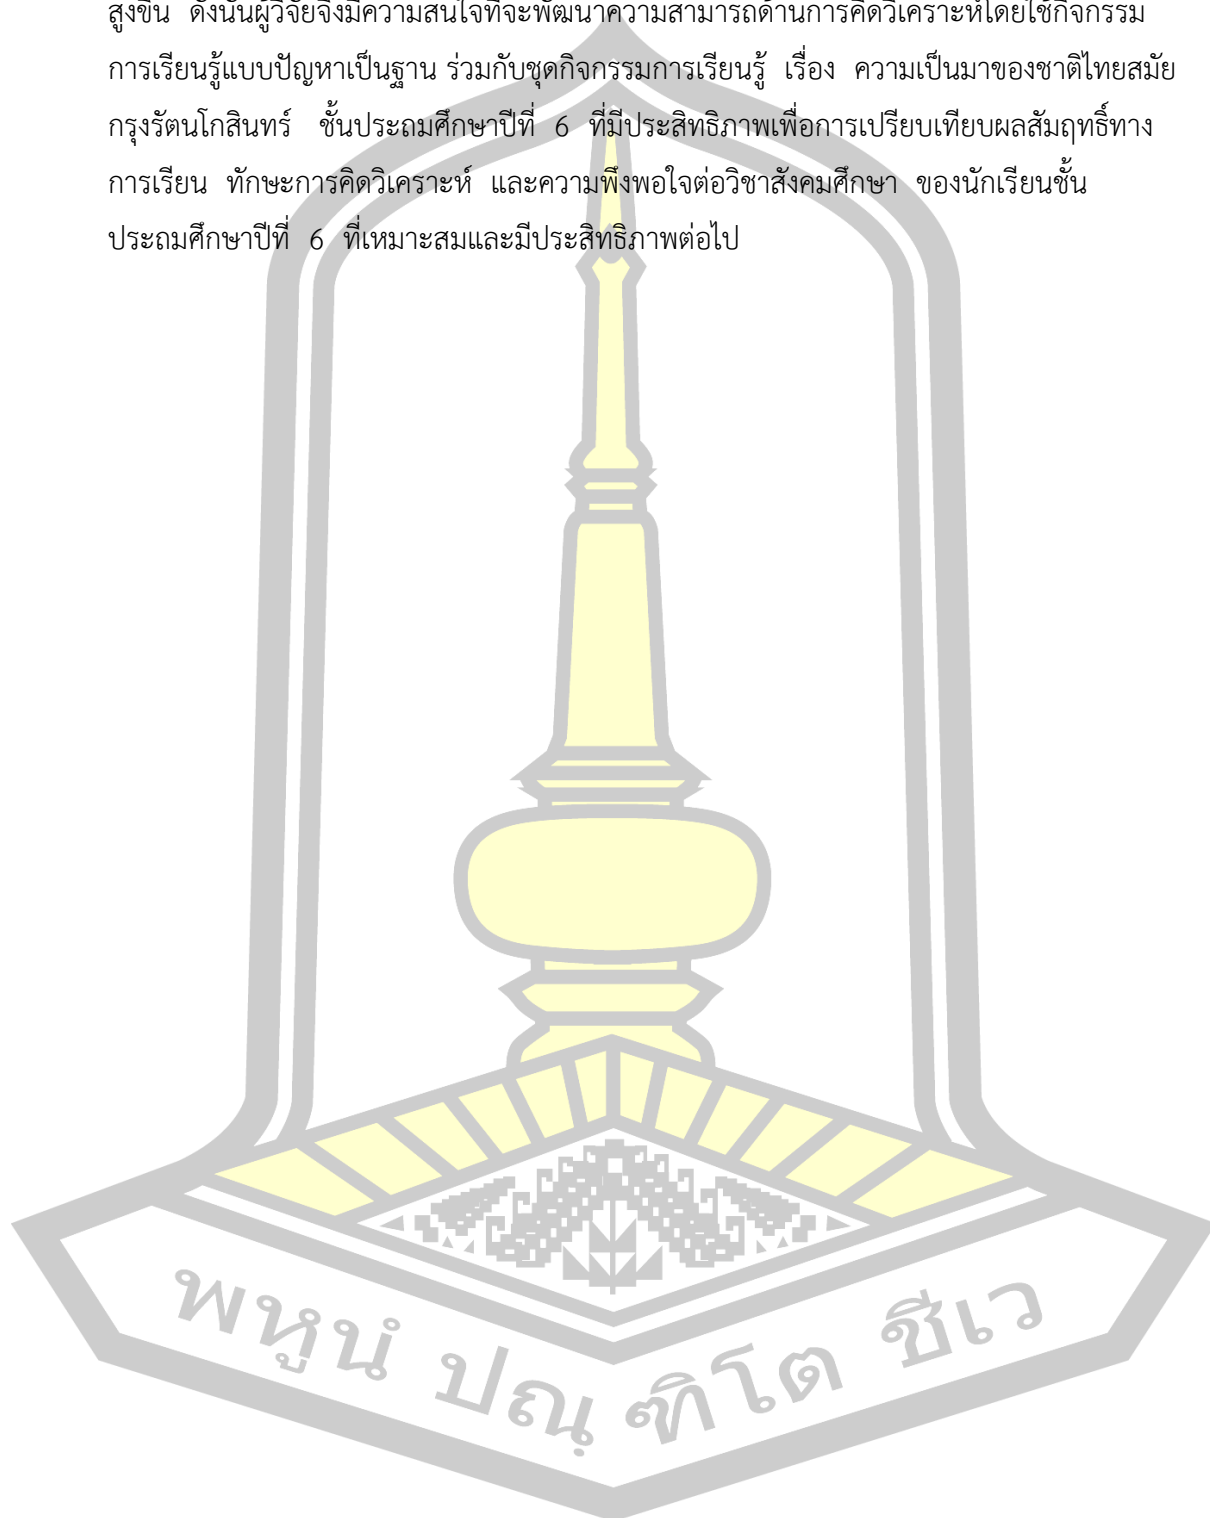 สูงขึ้น ดังนั้นผู้วิจัยจึงมีความสนใจที่จะพัฒนาความสามารถด้านการคิดวิเคราะห์โดยใช้กิจกรรม
การเรียนรู้แบบปัญหาเป็นฐาน ร่วมกับชุดกิจกรรมการเรียนรู้ เรื่อง ความเป็นมาของชาติไทยสมัย
กรุงรัตนโกสินทร์ ชั้นประถมศึกษาปีที่ 6 ที่มีประสิทธิภาพเพื่อการเปรียบเทียบผลสัมฤทธิ์ทาง
การเรียน ทักษะการคิดวิเคราะห์ และความพึงพอใจต่อวิชาสังคมศึกษา ของนักเรียนชั้น
ประถมศึกษาปีที่ 6 ที่เหมาะสมและมีประสิทธิภาพต่อไป
พหูนํ ปณฺฑิโต ชีเว